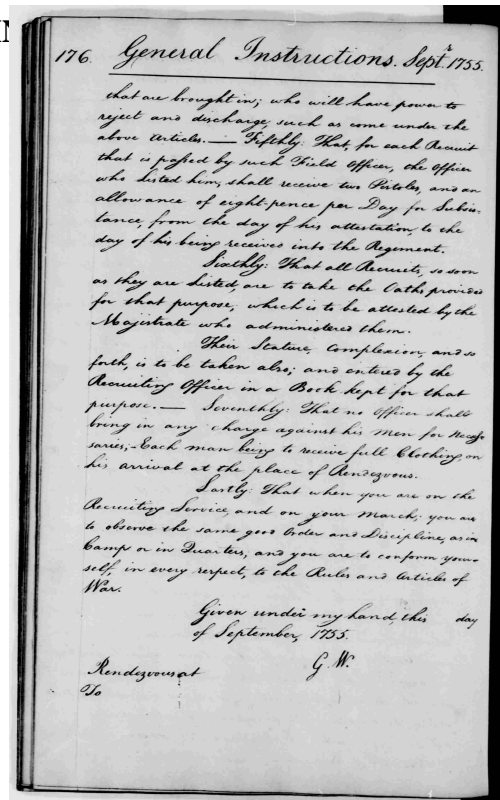 176. General Instructions. Septr. 1755.
that are brought in; who will have power to
reject and discharge such as come under the
above Articles. — Fifthly: That, for each Recruit
that is passed by such Field Officer, the Officer
who Listed him, shall receive two Pistoles, and an
allowance of eight-pence per Day for Subsis-
tance, from the day of his attestation, to the
day of his being received into the Regiment.
Sixthly: That all Recruits, so soon
as they are Listed, are to take the Oaths provided
for that purpose, which is to be attested by the
Majistrate who administered them.
Their Stature, Complexion, and so
forth, is to be taken also; and entered by the
Recruiting Officer in a Book kept for that
purpose. — Seventhly: That no Officer shall
bring in any charge against his Men for Neces-
saries; Each man being to receive full Clothing, on
his arrival at the place of Rendezvous.
Lastly: That when you are on the
Recruiting Service, and on your March; you are
to observe the same good Order and Discipline, as in
Camp or in Quarters, and you are to conform your-
self, in every respect, to the Rules and Articles of
War.
Given under my hand, this day
of September, 1755.
G. W.
Rendezvous at
To